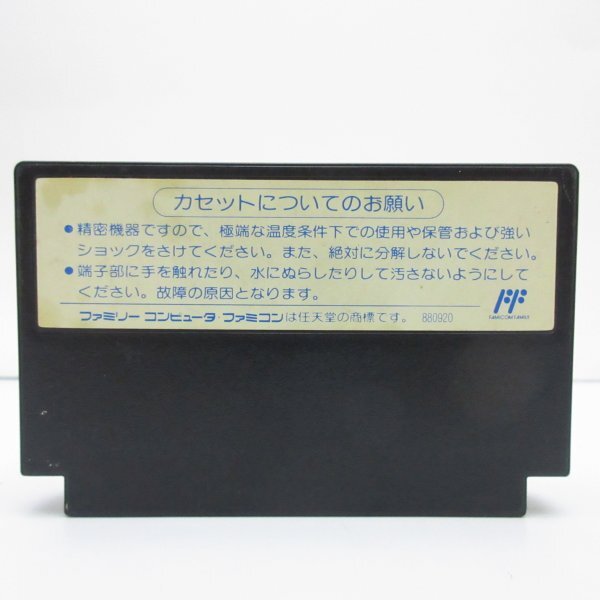 カセットについてのお願い
●精密機器ですので、極端な温度条件下での使用や保管および強い
ショックをさけてください。また、絶対に分解しないでください。
●端子部に手を触れたり、水にぬらしたりして汚さないようにして
ください。故障の原因となります。
ファミリーコンピュータ・ファミコンは任天堂の商標です。 880920
FF
FAMICOM FAMILY